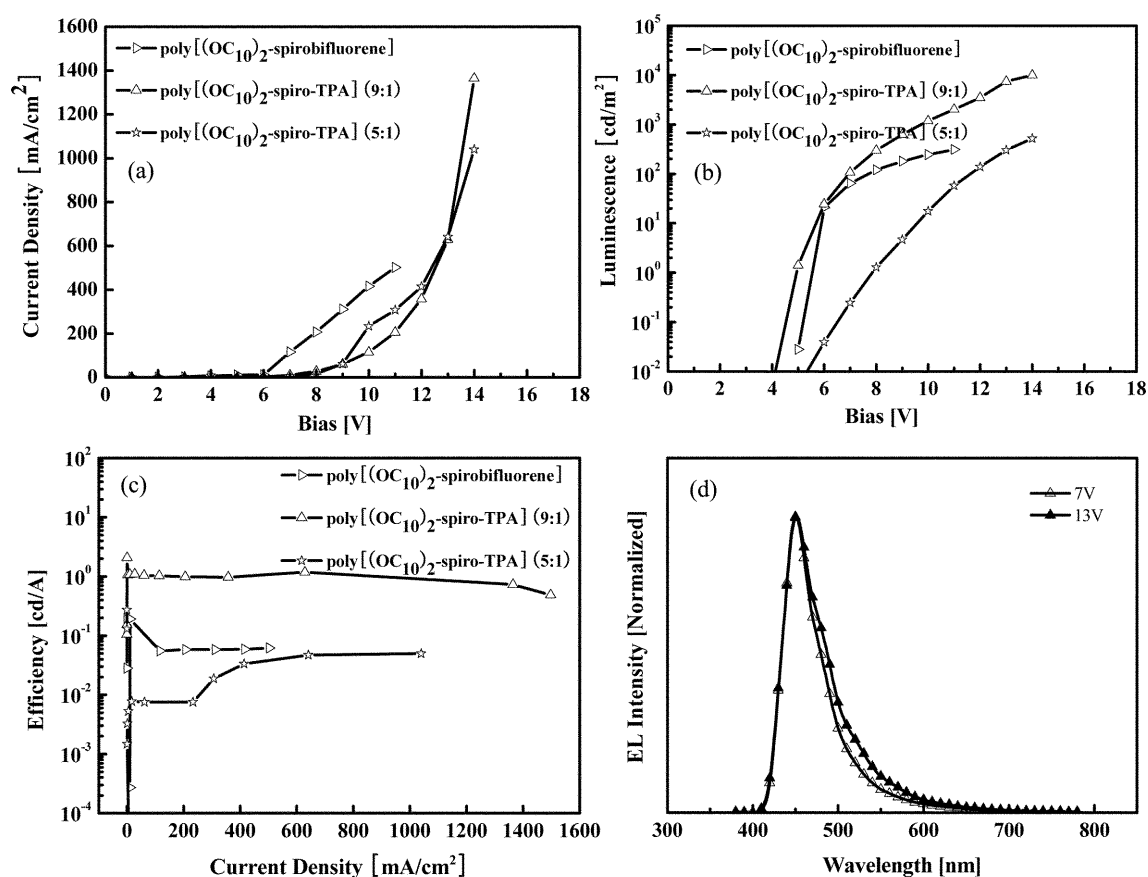 1600
1400
1200
1000
800
600
400
200
0
0 2 4 6 8 10 12 14 16 18
Current Density [mA/cm²]
Bias [V]
(a)
poly[(OC₁₀)₂-spirobifluorene]
poly[(OC₁₀)₂-spiro-TPA] (9:1)
poly[(OC₁₀)₂-spiro-TPA] (5:1)
10⁵
10⁴
10³
10²
10¹
10⁰
10⁻¹
10⁻²
0 2 4 6 8 10 12 14 16 18
Luminescence [cd/m²]
Bias [V]
(b)
poly[(OC₁₀)₂-spirobifluorene]
poly[(OC₁₀)₂-spiro-TPA] (9:1)
poly[(OC₁₀)₂-spiro-TPA] (5:1)
10²
10¹
10⁰
10⁻¹
10⁻²
10⁻³
10⁻⁴
0 200 400 600 800 1000 1200 1400 1600
Efficiency [cd/A]
Current Density [mA/cm²]
(c)
poly[(OC₁₀)₂-spirobifluorene]
poly[(OC₁₀)₂-spiro-TPA] (9:1)
poly[(OC₁₀)₂-spiro-TPA] (5:1)
(d)
7V
13V
EL Intensity [Normalized]
300 400 500 600 700 800
Wavelength [nm]